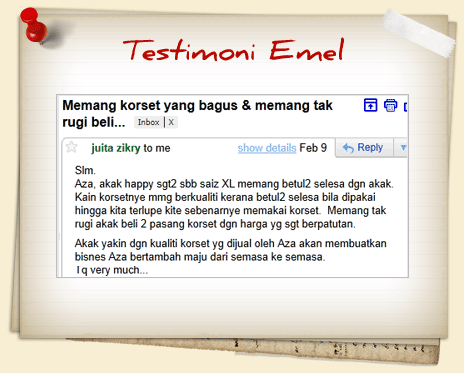 Testimoni Emel
Memang korset yang bagus & memang tak
rugi beli... Inbox | X
juita zikry to me show details Feb 9 Reply
Slm.
Aza, akak happy sgt2 sbb saiz XL memang betul2 selesa dgn akak.
Kain korsetnye mmg berkualiti kerana betul2 selesa bila dipakai
hingga kita terlupe kite sebenarnye memakai korset. Memang tak
rugi akak beli 2 pasang korset dgn harga yg sgt berpatutan.
Akak yakin dgn kualiti korset yg dijual oleh Aza akan membuatkan
bisnes Aza bertambah maju dari semasa ke semasa.
Tq very much...